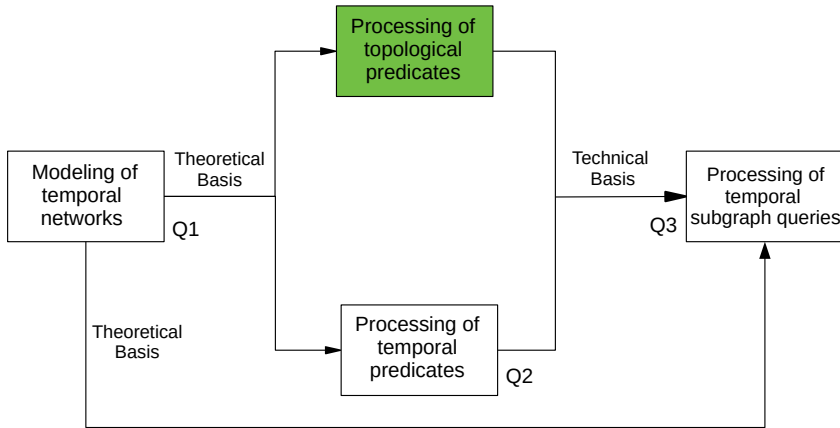 Processing of
topological
predicates
Modeling of
temporal
networks
Q1
Theoretical
Basis
Technical
Basis
Processing of
temporal
subgraph queries
Q3
Theoretical
Basis
Processing of
temporal
predicates
Q2